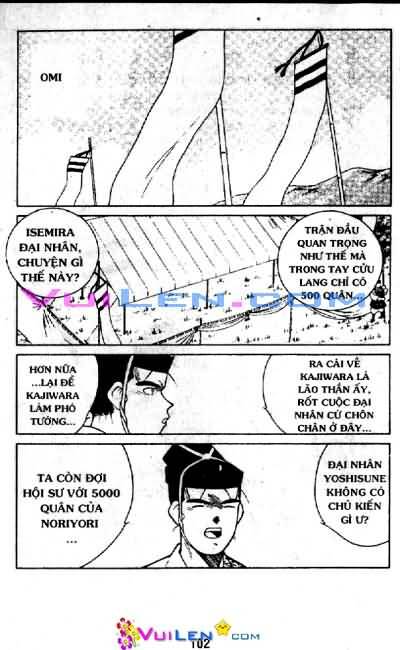 OMI
ISEMIRA
ĐẠI NHÂN,
CHUYỆN GÌ
THẾ NÀY?
TRẬN ĐẦU
QUAN TRỌNG
NHƯ THẾ MÀ
TRONG TAY CỬU
LANG CHỈ CÓ
500 QUÂN...
VuiLen.com
HƠN NỮA
...LẠI ĐỂ
KAJIWARA
LÀM PHÓ
TƯỚNG...
RA CÁI VẺ
KAJIWARA LÀ
LÃO THẦN ẤY,
RỐT CUỘC ĐẠI
NHÂN CỨ CHÔN
CHÂN Ở ĐÂY...
TA CÒN ĐỢI
HỘI SƯ VỚI 5000
QUÂN CỦA
NORIYORI
...
ĐẠI NHÂN
YOSHISUNE
KHÔNG CÓ
CHỦ KIẾN
GÌ Ư?
VuiLen.com
102